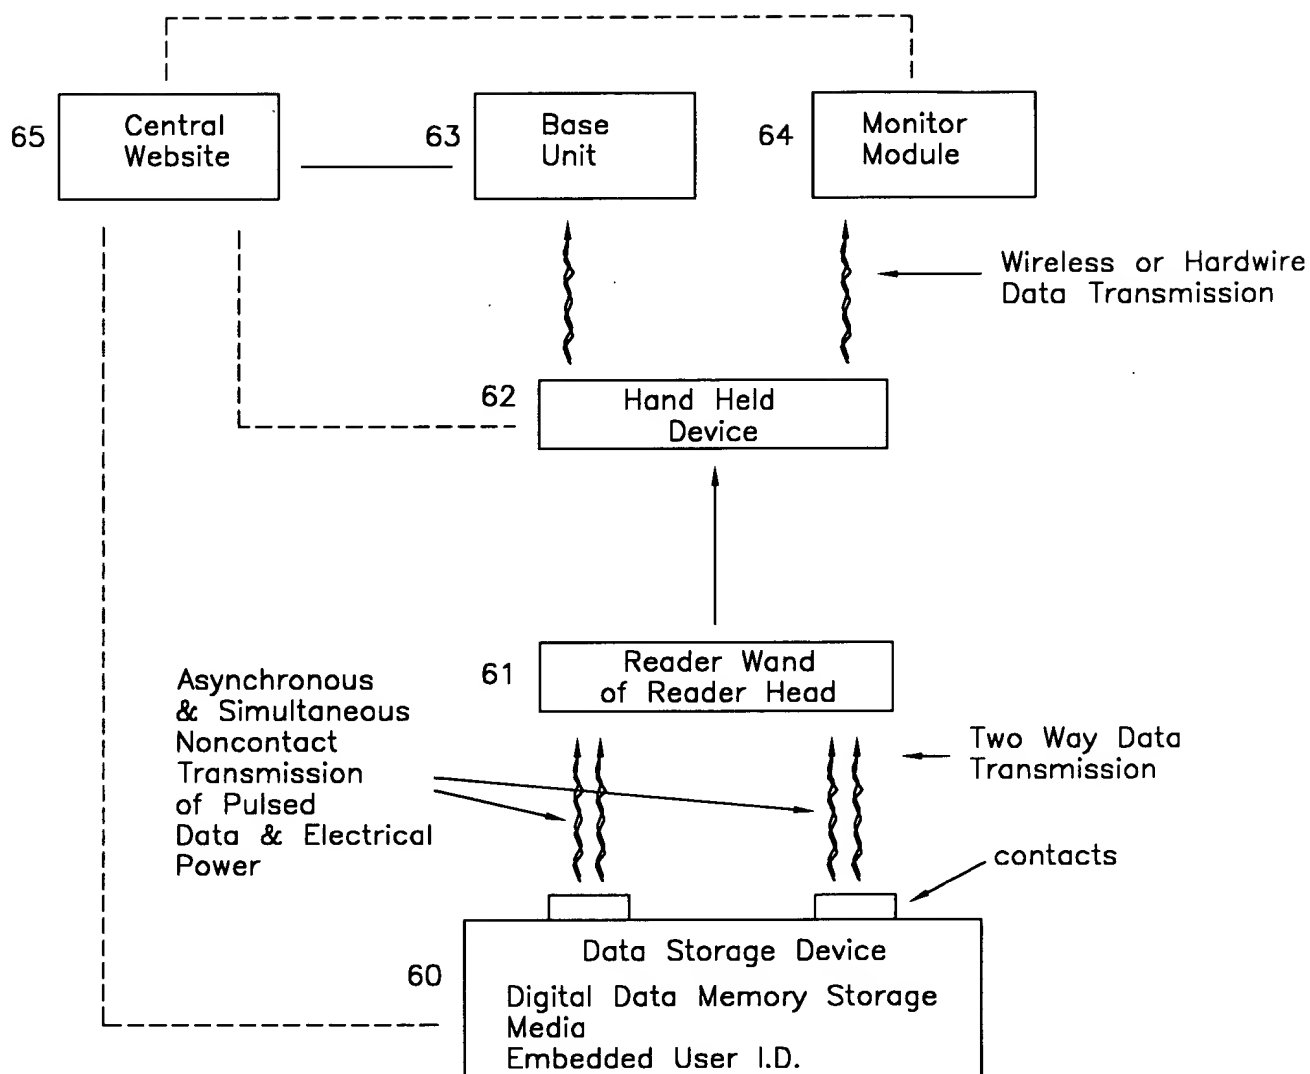 65
Central
Website
63
Base
Unit
64
Monitor
Module
Wireless or Hardwire
Data Transmission
62
Hand Held
Device
61
Reader Wand
of Reader Head
Asynchronous
& Simultaneous
Noncontact
Transmission
of Pulsed
Data & Electrical
Power
Two Way Data
Transmission
contacts
60
Data Storage Device
Digital Data Memory Storage
Media
Embedded User I.D.